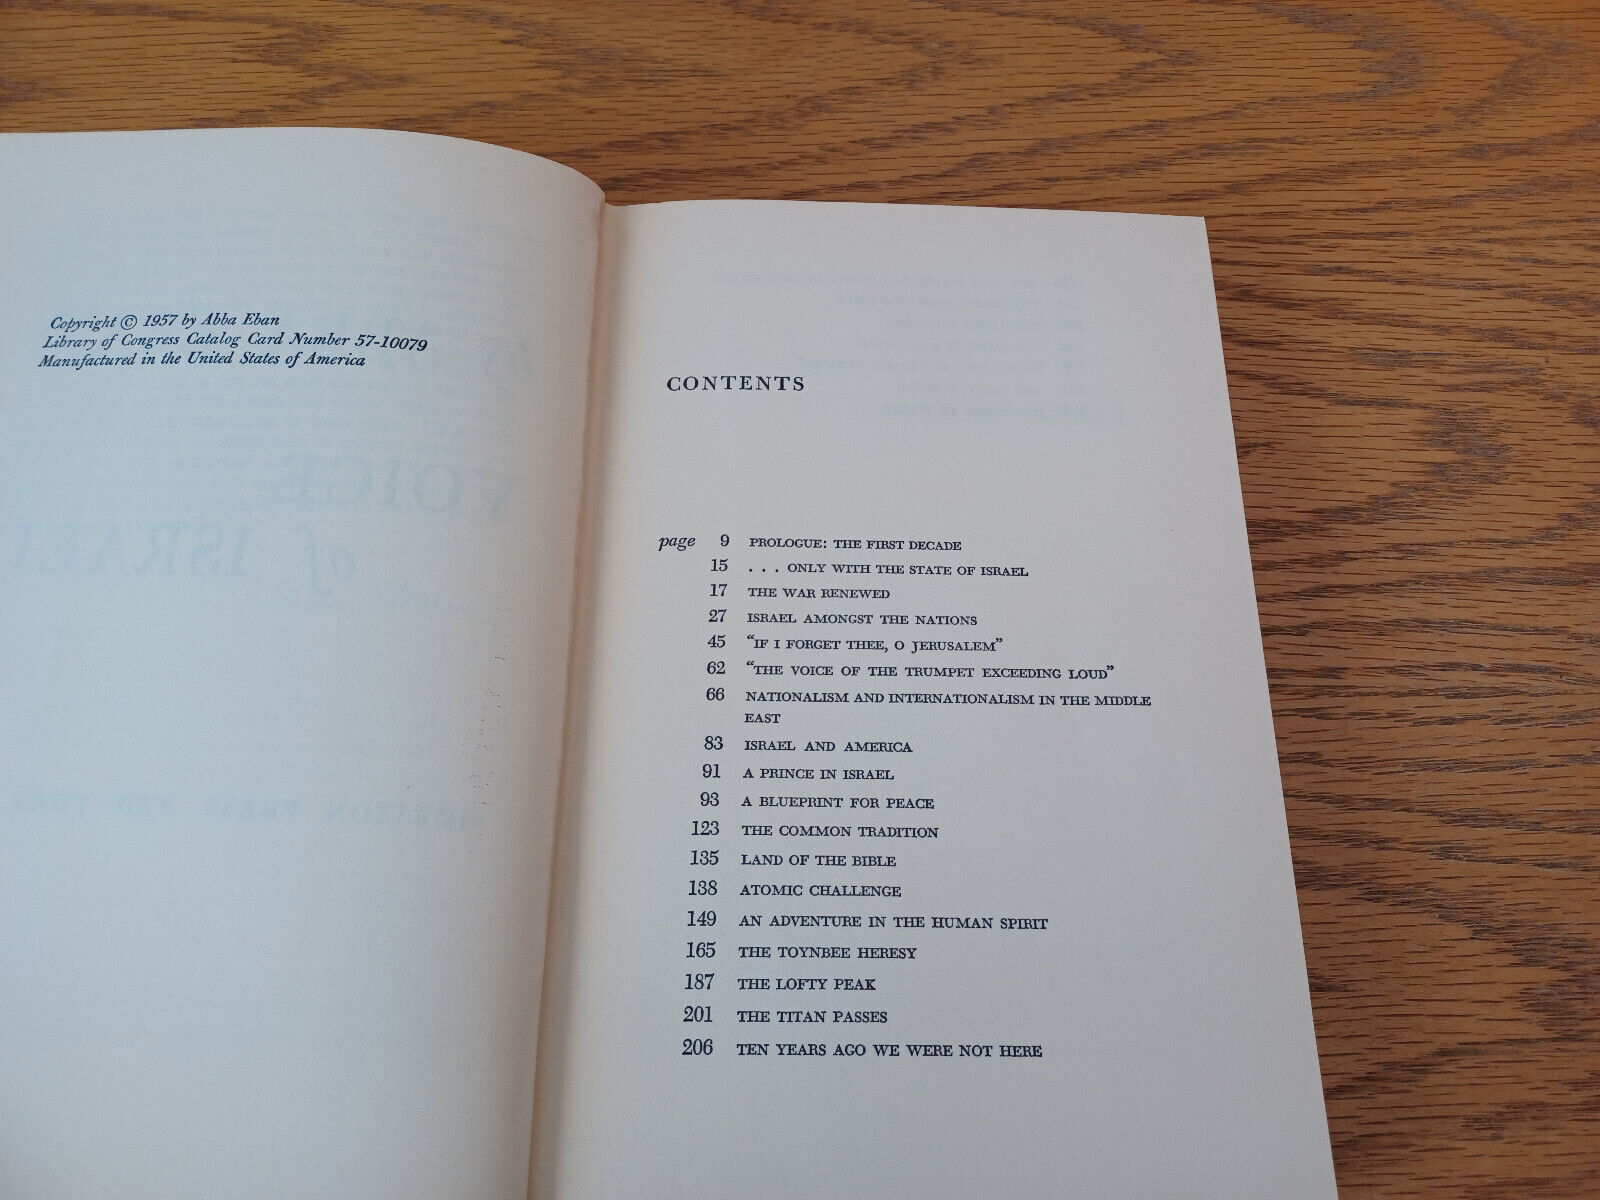 Copyright © 1957 by Abba Eban
Library of Congress Catalog Card Number 57-10079
Manufactured in the United States of America
VOICE
of ISRAEL
HORIZON PRESS
CONTENTS
page 9 PROLOGUE: THE FIRST DECADE
15 . . . ONLY WITH THE STATE OF ISRAEL
17 THE WAR RENEWED
27 ISRAEL AMONGST THE NATIONS
45 “IF I FORGET THEE, O JERUSALEM”
62 “THE VOICE OF THE TRUMPET EXCEEDING LOUD”
66 NATIONALISM AND INTERNATIONALISM IN THE MIDDLE
EAST
83 ISRAEL AND AMERICA
91 A PRINCE IN ISRAEL
93 A BLUEPRINT FOR PEACE
123 THE COMMON TRADITION
135 LAND OF THE BIBLE
138 ATOMIC CHALLENGE
149 AN ADVENTURE IN THE HUMAN SPIRIT
165 THE TOYNBEE HERESY
187 THE LOFTY PEAK
201 THE TITAN PASSES
206 TEN YEARS AGO WE WERE NOT HERE